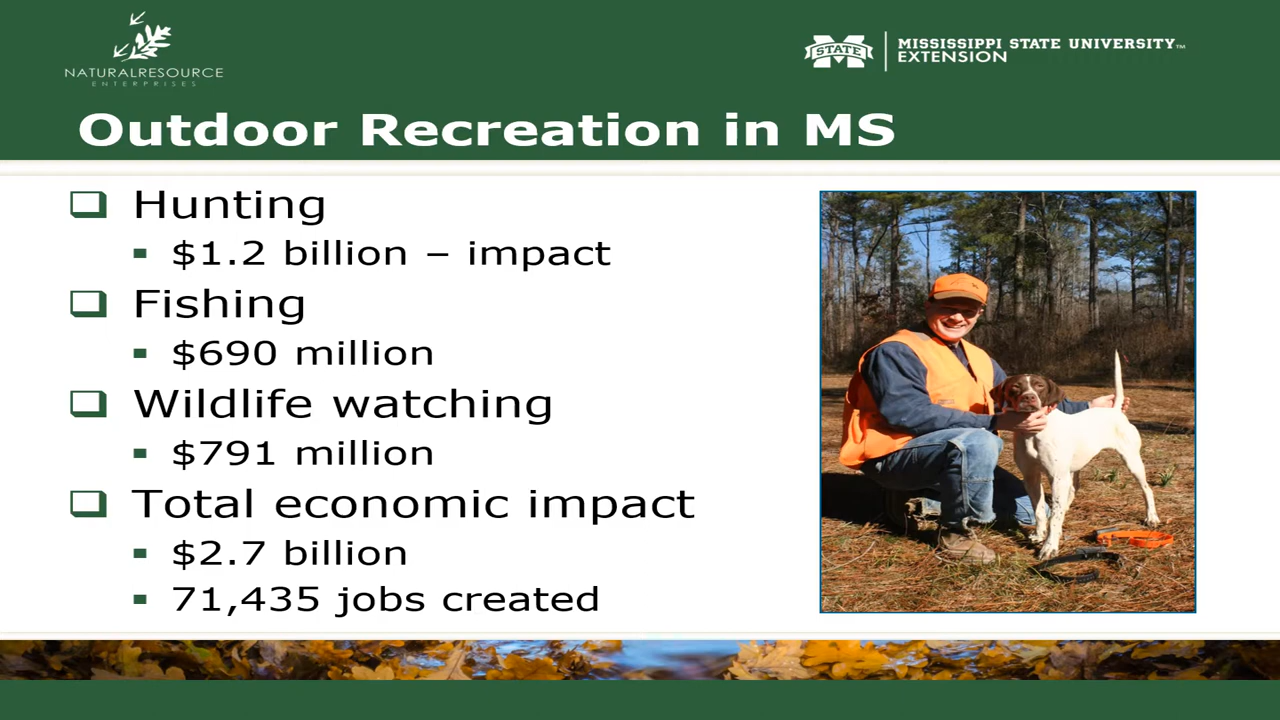 NATURALRESOURCE
ENTERPRISES
STATE
MISSISSIPPI STATE UNIVERSITY™
EXTENSION
Outdoor Recreation in MS
Hunting
$1.2 billion – impact
Fishing
$690 million
Wildlife watching
$791 million
Total economic impact
$2.7 billion
71,435 jobs created